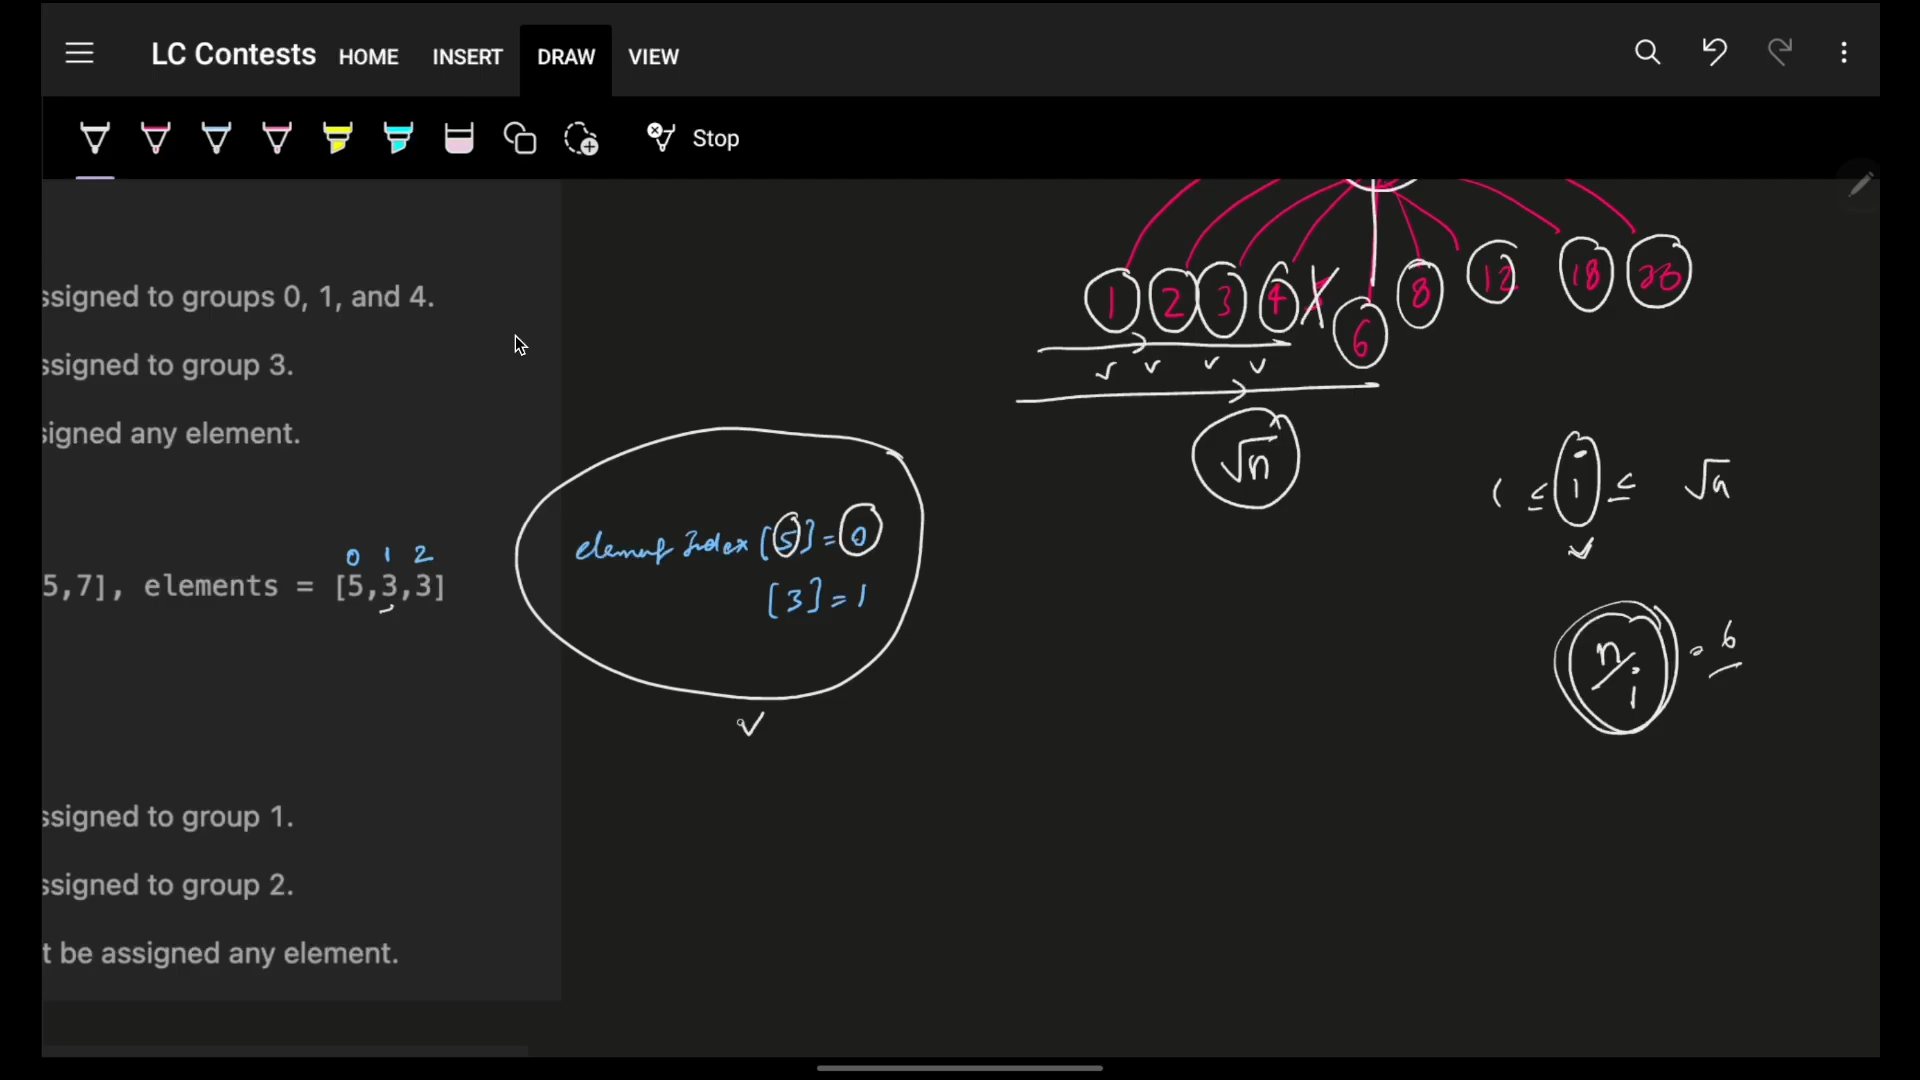 LC Contests HOME INSERT DRAW VIEW
Stop
ssigned to groups 0, 1, and 4.
ssigned to group 3.
signed any element.
0 1 2
5,7], elements = [5,3,3]
ssigned to group 1.
ssigned to group 2.
t be assigned any element.
element Index [5] = 0
[3] = 1
1 2 3 4 6 8 12 18
√n
1 ≤ i ≤ √n
n/i = 6